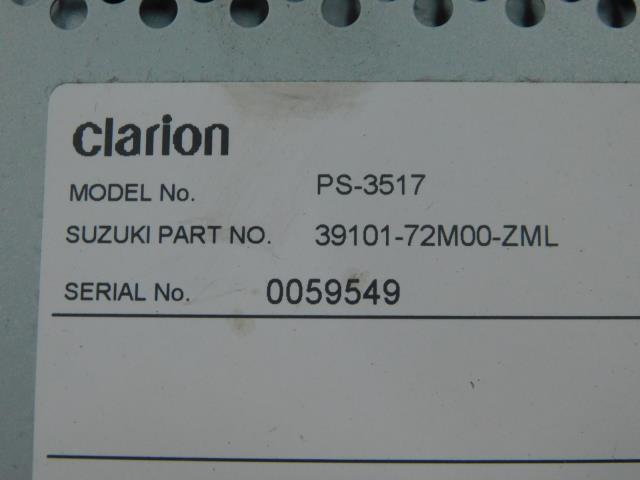 clarion
MODEL No. PS-3517
SUZUKI PART NO. 39101-72M00-ZML
SERIAL No. 0059549